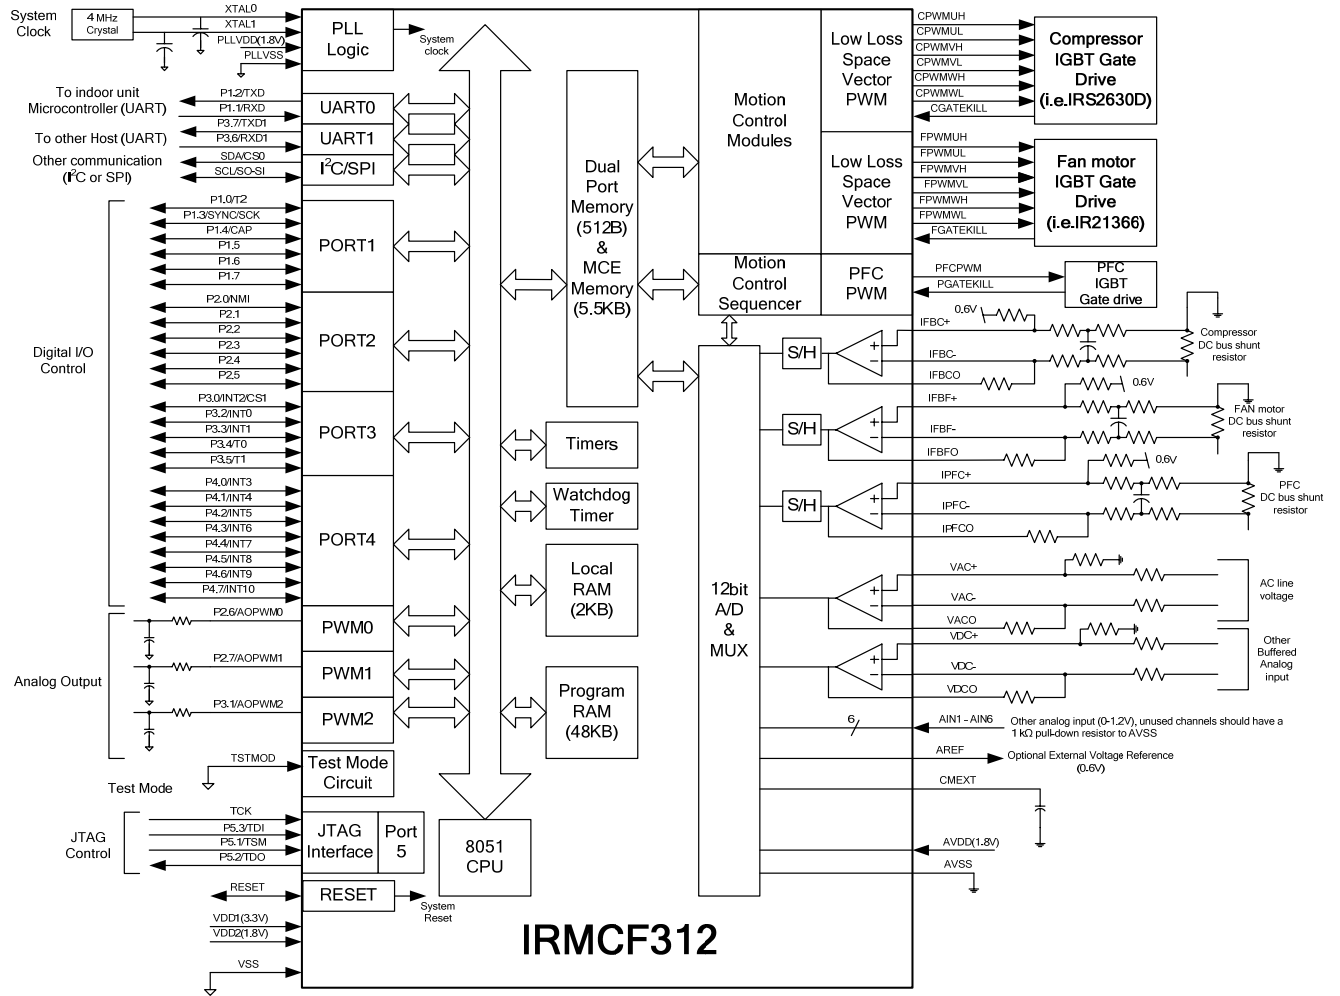 System
Clock
4 MHz
Crystal
XTAL0
XTAL1
PLLVDD(1.8V)
PLLVSS
PLL
Logic
System
clock
To indoor unit
Microcontroller (UART)
P1.2/TXD
P1.1/RXD
UART0
To other Host (UART)
P3.7/TXD1
P3.6/RXD1
UART1
Other communication
(I2C or SPI)
SDA/CS0
SCL/SO-SI
I2C/SPI
Digital I/O
Control
P1.0/T2
P1.3/SYNC/SCK
P1.4/CAP
P1.5
P1.6
P1.7
PORT1
P2.0/NMI
P2.1
P2.2
P2.3
P2.4
P2.5
PORT2
P3.0/INT2/CS1
P3.2/INT0
P3.3/INT1
P3.4/T0
P3.5/T1
PORT3
P4.0/INT3
P4.1/INT4
P4.2/INT5
P4.3/INT6
P4.4/INT7
P4.5/INT8
P4.6/INT9
P4.7/INT10
PORT4
Analog Output
P2.6/AOPWM0
PWM0
P2.7/AOPWM1
PWM1
P3.1/AOPWM2
PWM2
Test Mode
TSTMOD
Test Mode
Circuit
JTAG
Control
TCK
P5.3/TDI
P5.1/TSM
P5.2/TDO
JTAG
Interface
Port
5
RESET
RESET
System
Reset
VDD1(3.3V)
VDD2(1.8V)
VSS
8051
CPU
Dual
Port
Memory
(512B)
&
MCE
Memory
(5.5KB)
Timers
Watchdog
Timer
Local
RAM
(2KB)
Program
RAM
(48KB)
Motion
Control
Modules
Motion
Control
Sequencer
Low Loss
Space
Vector
PWM
Low Loss
Space
Vector
PWM
PFC
PWM
12bit
A/D
&
MUX
S/H
S/H
S/H
CPWMUH
CPWMUL
CPWMVH
CPWMVL
CPWMWH
CPWMWL
CGATEKILL
Compressor
IGBT Gate
Drive
(i.e.IRS2630D)
FPWMUH
FPWMUL
FPWMVH
FPWMVL
FPWMWH
FPWMWL
FGATEKILL
Fan motor
IGBT Gate
Drive
(i.e.IR21366)
PFCPWM
PGATEKILL
PFC
IGBT
Gate drive
IFBC+
0.6V
IFBC-
IFBCO
+
−
Compressor
DC bus shunt
resistor
IFBF+
0.6V
IFBF-
IFBFO
+
−
FAN motor
DC bus shunt
resistor
IPFC+
0.6V
IPFC-
IPFCO
+
−
PFC
DC bus shunt
resistor
VAC+
VAC-
VACO
+
−
AC line
voltage
VDC+
VDC-
VDCO
+
−
Other
Buffered
Analog
input
6
AIN1 - AIN6
Other analog input (0-1.2V), unused channels should have a
1 kΩ pull-down resistor to AVSS
AREF
Optional External Voltage Reference
(0.6V)
CMEXT
AVDD(1.8V)
AVSS
IRMCF312